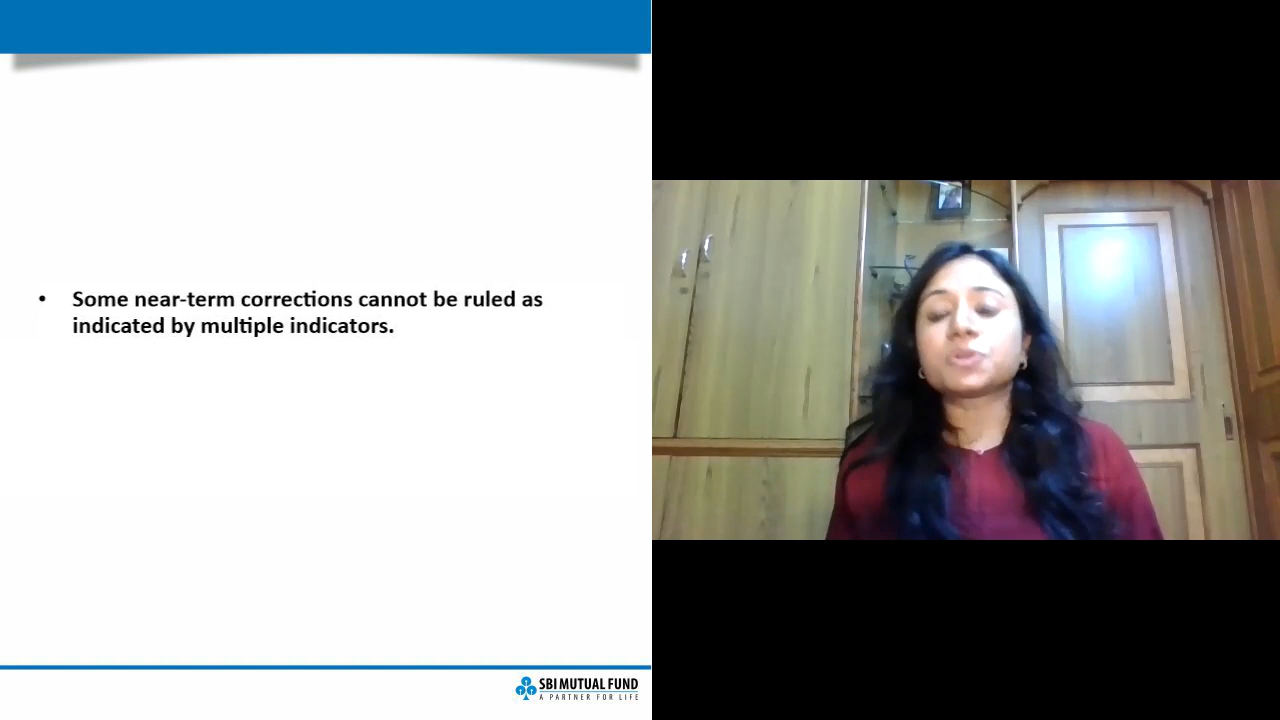 • Some near-term corrections cannot be ruled as
indicated by multiple indicators.
SBI MUTUAL FUND
A PARTNER FOR LIFE